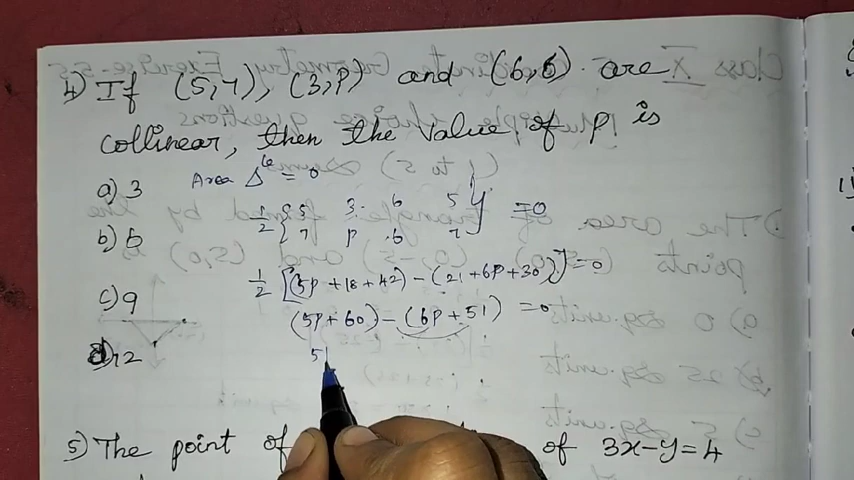 4) If (5,7), (3,P) and (6,6) are
collinear, then the value of P is
a) 3
Area Δle = 0
1/2 { 5 3 6 5
7 P 6 7 } = 0
b) 6
1/2 [(5P + 18 + 42) - (21 + 6P + 30)] = 0
c) 9
(5P + 60) - (6P + 51) = 0
d) 12
5
5) The point of
of 3x-y=4